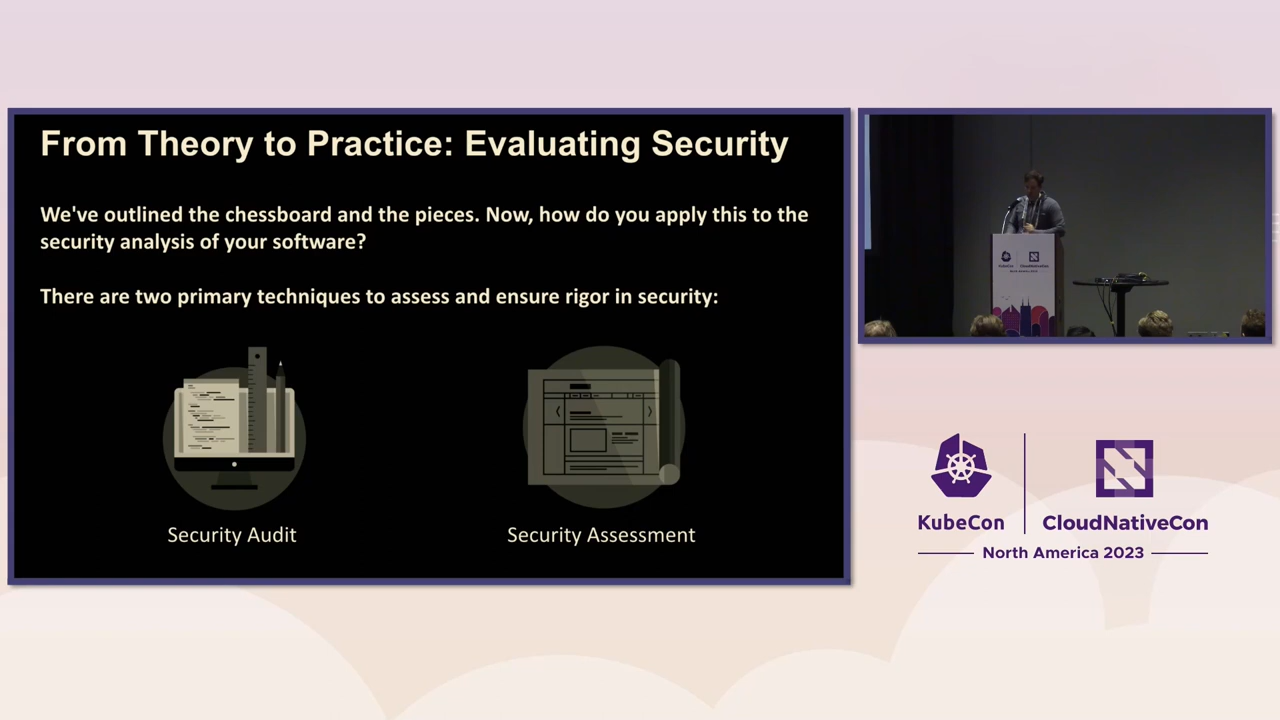 From Theory to Practice: Evaluating Security
We've outlined the chessboard and the pieces. Now, how do you apply this to the
security analysis of your software?
There are two primary techniques to assess and ensure rigor in security:
Security Audit
Security Assessment
KubeCon
CloudNativeCon
KubeCon
CloudNativeCon
North America 2023